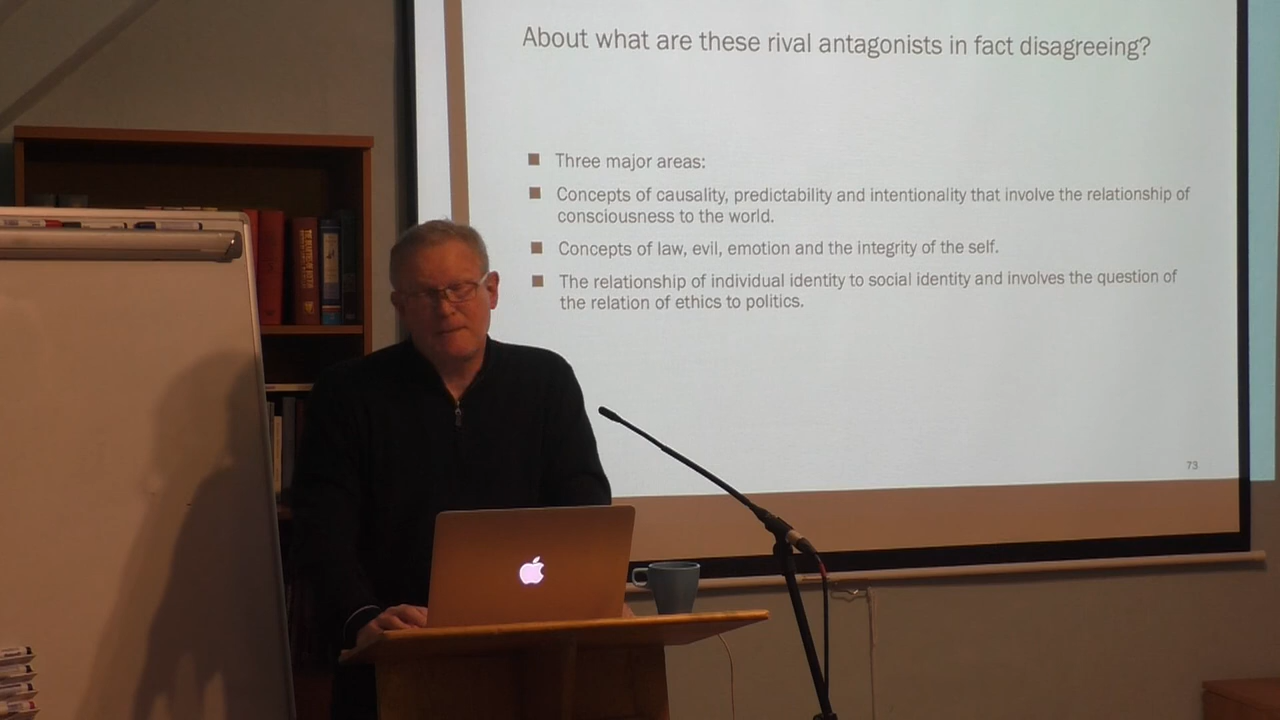 About what are these rival antagonists in fact disagreeing?
Three major areas:
Concepts of causality, predictability and intentionality that involve the relationship of
consciousness to the world.
Concepts of law, evil, emotion and the integrity of the self.
The relationship of individual identity to social identity and involves the question of
the relation of ethics to politics.
73